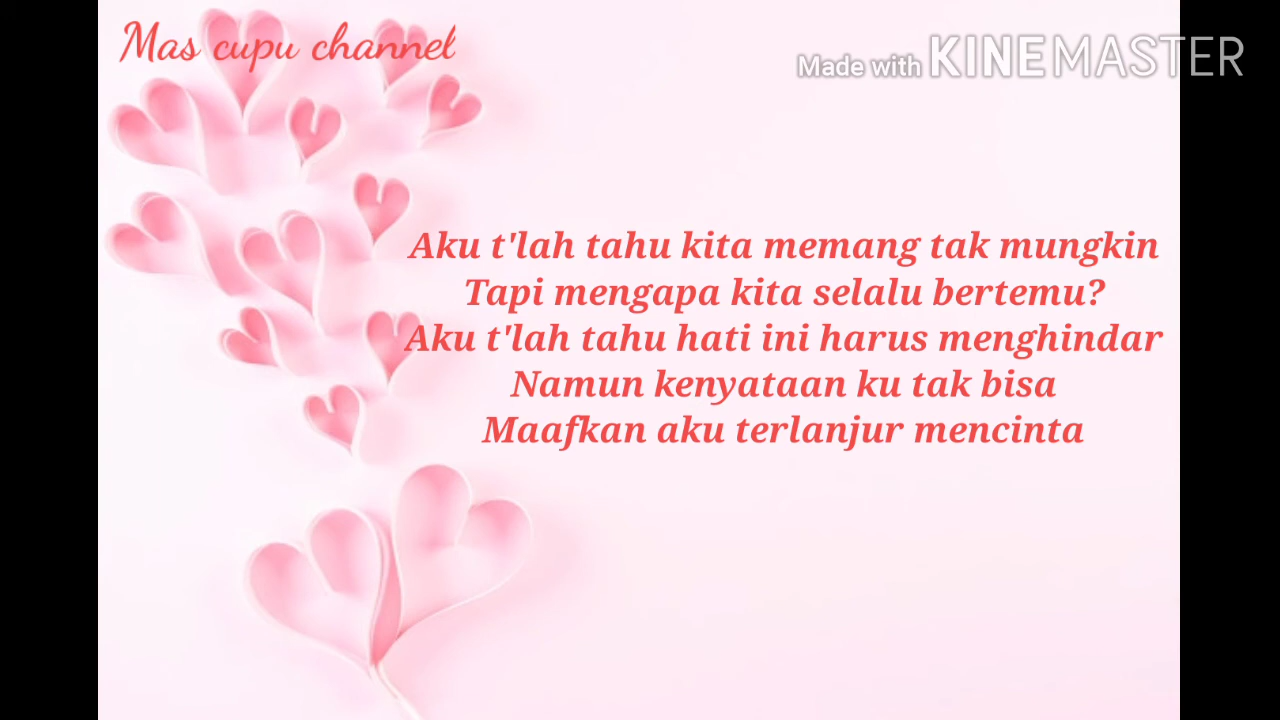 Mas cupu channel
Made with KINEMASTER
Aku t'lah tahu kita memang tak mungkin
Tapi mengapa kita selalu bertemu?
Aku t'lah tahu hati ini harus menghindar
Namun kenyataan ku tak bisa
Maafkan aku terlanjur mencinta